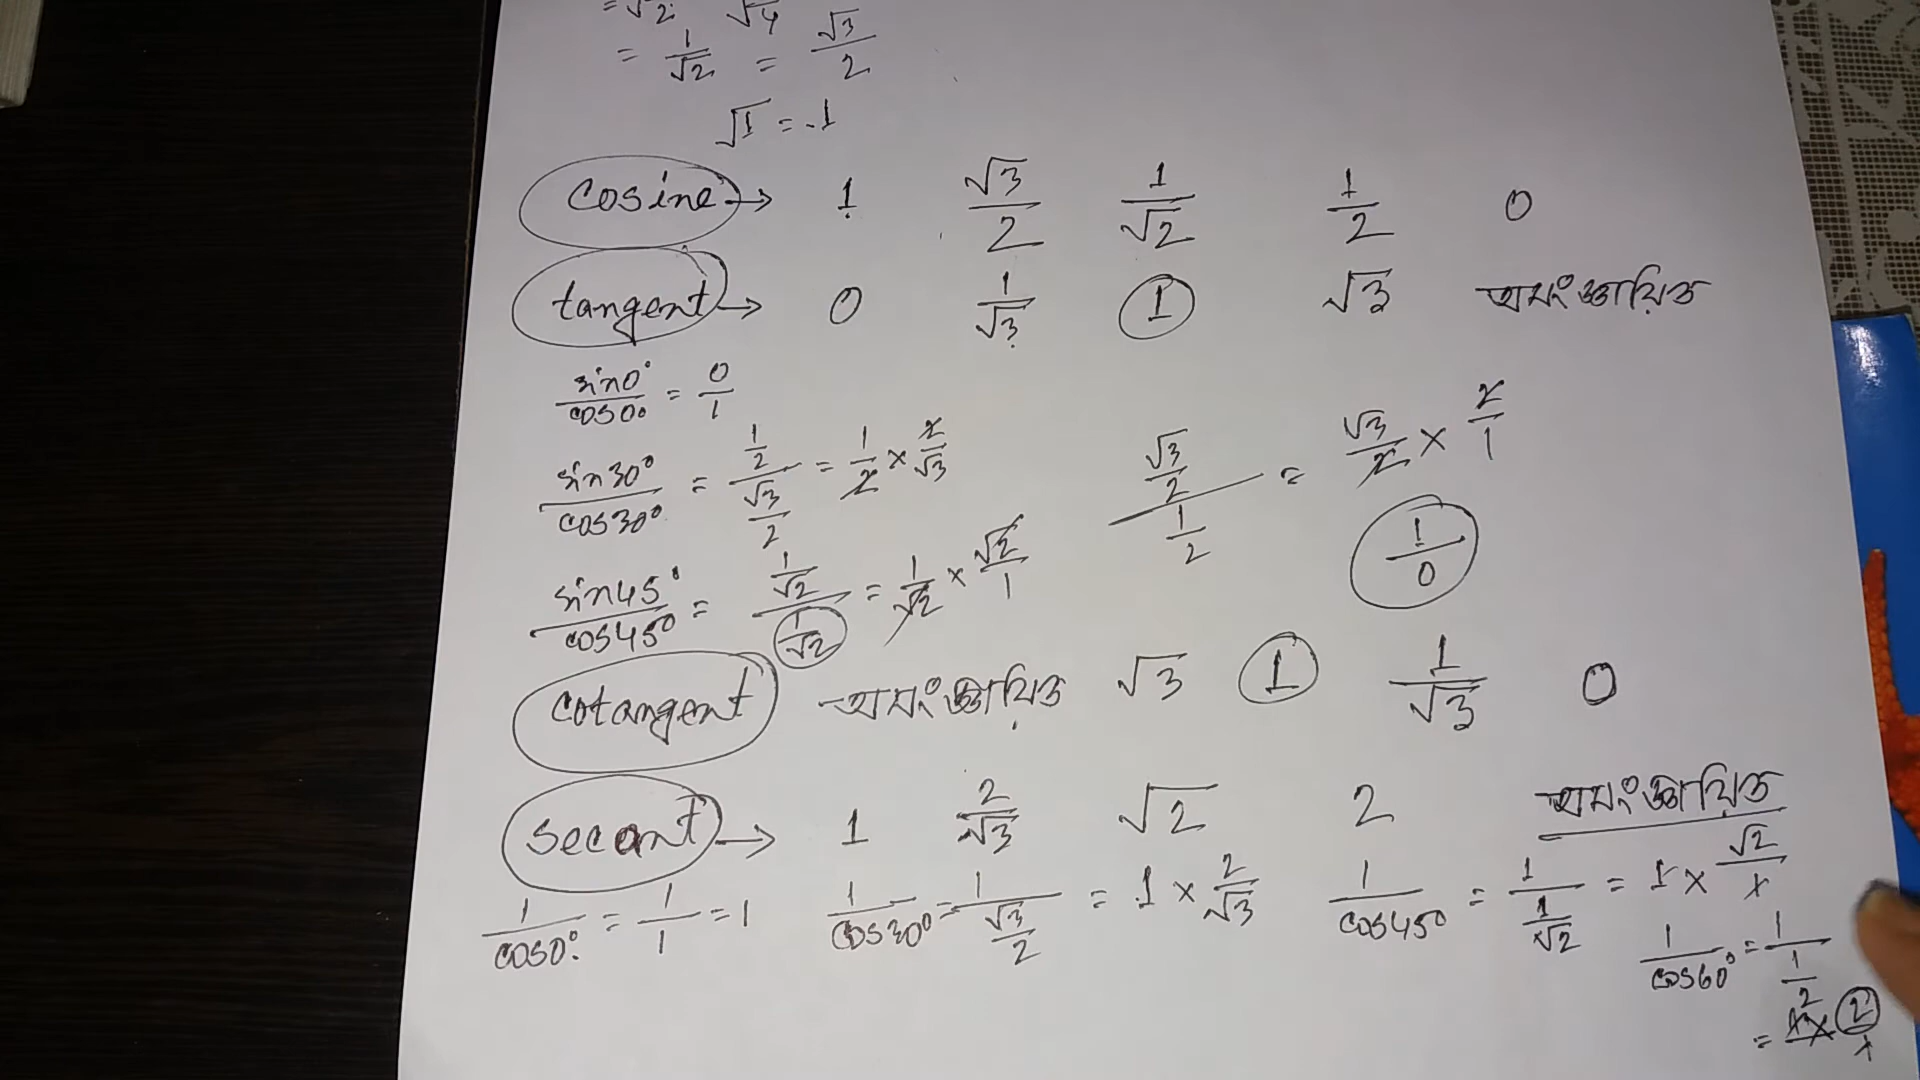 =√2 √4
= 1/√2 = √3/2
√1 = 1
cosine → 1 √3/2 1/√2 1/2 0
tangent → 0 1/√3 1 √3 অসংজ্ঞায়িত
sin0°/cos0° = 0/1
sin30°/cos30° = (1/2)/(√3/2) = 1/2 × 2/√3
(√3/2)/(1/2) = √3/2 × 2/1
sin45°/cos45° = (1/√2)/(1/√2) = 1/√2 × √2/1
1/0
cotangent অসংজ্ঞায়িত √3 1 1/√3 0
secant → 1 2/√3 √2 2 অসংজ্ঞায়িত
1/cos0° = 1/1 = 1
1/cos30° = 1/(√3/2) = 1 × 2/√3
1/cos45° = 1/(1/√2) = 1 × √2/1
1/cos60° = 1/(1/2)
= 1 × 2/1